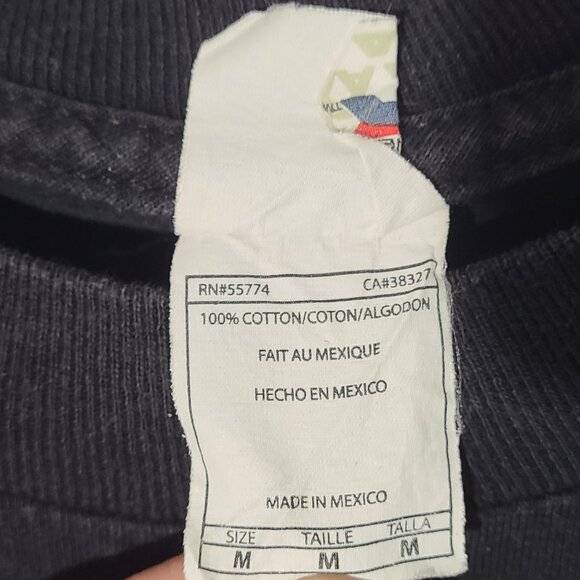 RN#55774 CA#38327
100% COTTON/COTON/ALGODON
FAIT AU MEXIQUE
HECHO EN MEXICO
MADE IN MEXICO
SIZE TAILLE TALLA
M M M